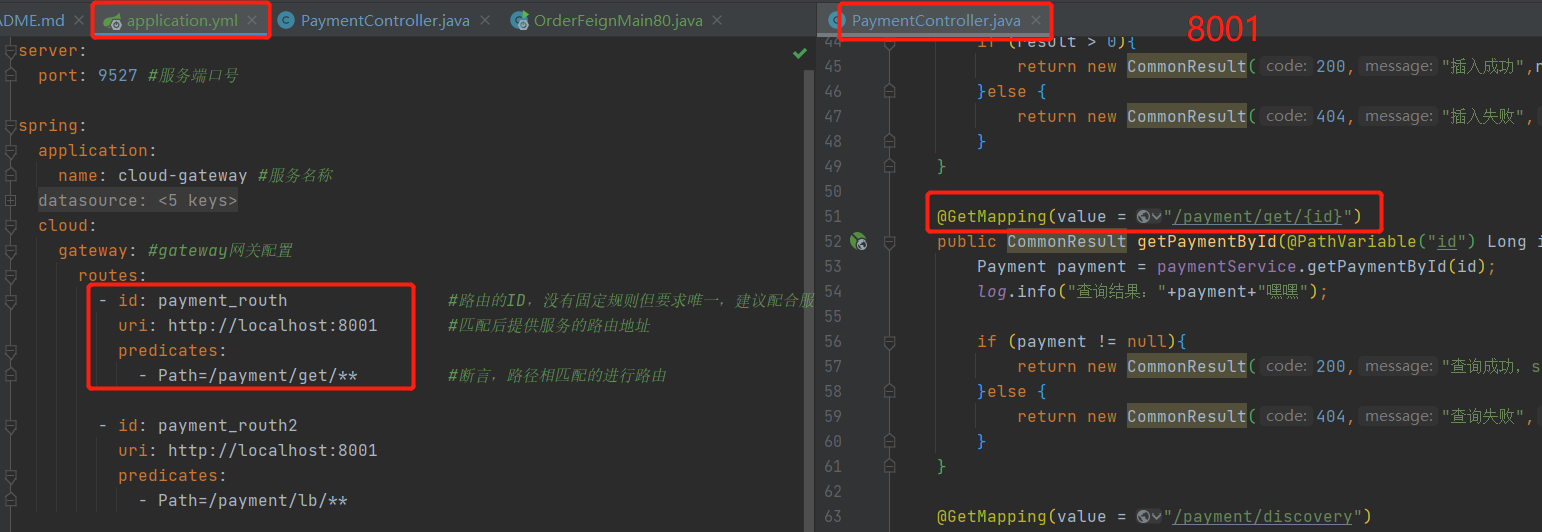 ADME.md
application.yml
PaymentController.java
OrderFeignMain80.java
server:
port: 9527 #服务端口号
spring:
application:
name: cloud-gateway #服务名称
datasource: <5 keys>
cloud:
gateway: #gateway网关配置
routes:
- id: payment_routh #路由的ID，没有固定规则但要求唯一，建议配合服
uri: http://localhost:8001 #匹配后提供服务的路由地址
predicates:
- Path=/payment/get/** #断言，路径相匹配的进行路由
- id: payment_routh2
uri: http://localhost:8001
predicates:
- Path=/payment/lb/**
PaymentController.java
8001
44 if (result > 0){
45 return new CommonResult( code: 200, message: "插入成功",
46 }else {
47 return new CommonResult( code: 404, message: "插入失败",
48 }
49 }
50
51 @GetMapping(value = "/payment/get/{id}")
52 public CommonResult getPaymentById(@PathVariable("id") Long i
53 Payment payment = paymentService.getPaymentById(id);
54 log.info("查询结果："+payment+"嘿嘿");
55
56 if (payment != null){
57 return new CommonResult( code: 200, message: "查询成功，s
58 }else {
59 return new CommonResult( code: 404, message: "查询失败",
60 }
61 }
62
63 @GetMapping(value = "/payment/discovery")